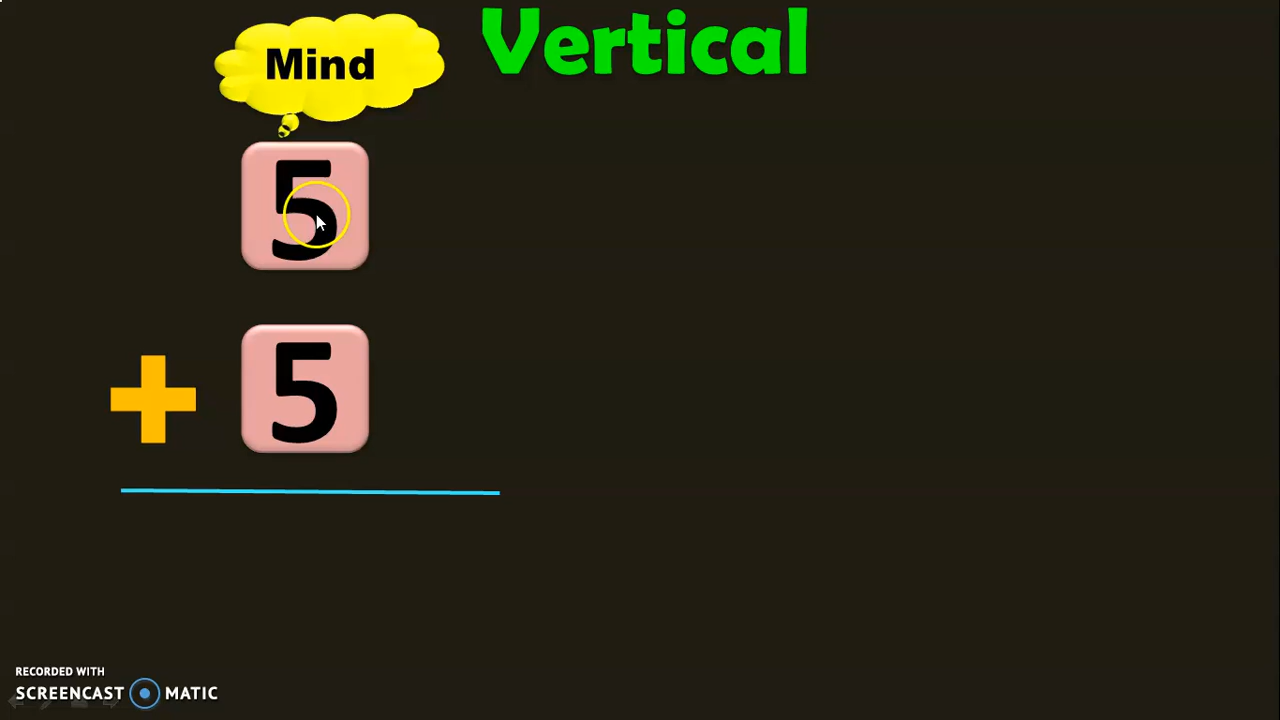 Vertical
Mind
5
+ 5
RECORDED WITH
SCREENCAST MATIC